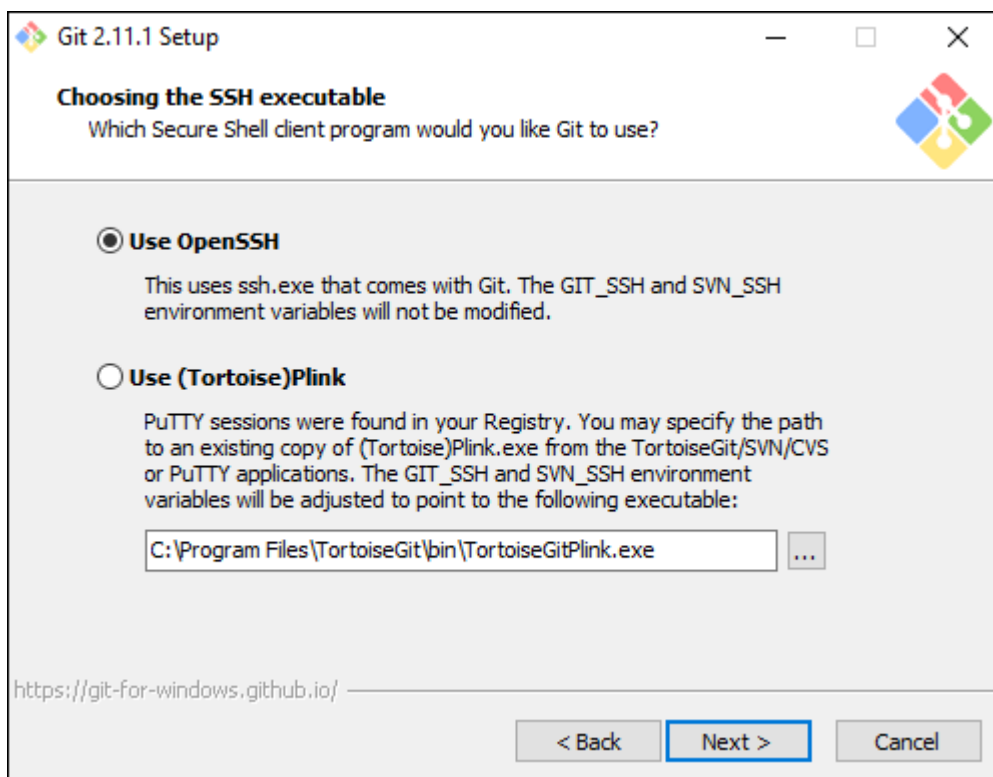 Git 2.11.1 Setup
Choosing the SSH executable
Which Secure Shell client program would you like Git to use?
Use OpenSSH
This uses ssh.exe that comes with Git. The GIT_SSH and SVN_SSH
environment variables will not be modified.
Use (Tortoise)Plink
PuTTY sessions were found in your Registry. You may specify the path
to an existing copy of (Tortoise)Plink.exe from the TortoiseGit/SVN/CVS
or PuTTY applications. The GIT_SSH and SVN_SSH environment
variables will be adjusted to point to the following executable:
C:\Program Files\TortoiseGit\bin\TortoiseGitPlink.exe
...
https://git-for-windows.github.io/
< Back
Next >
Cancel